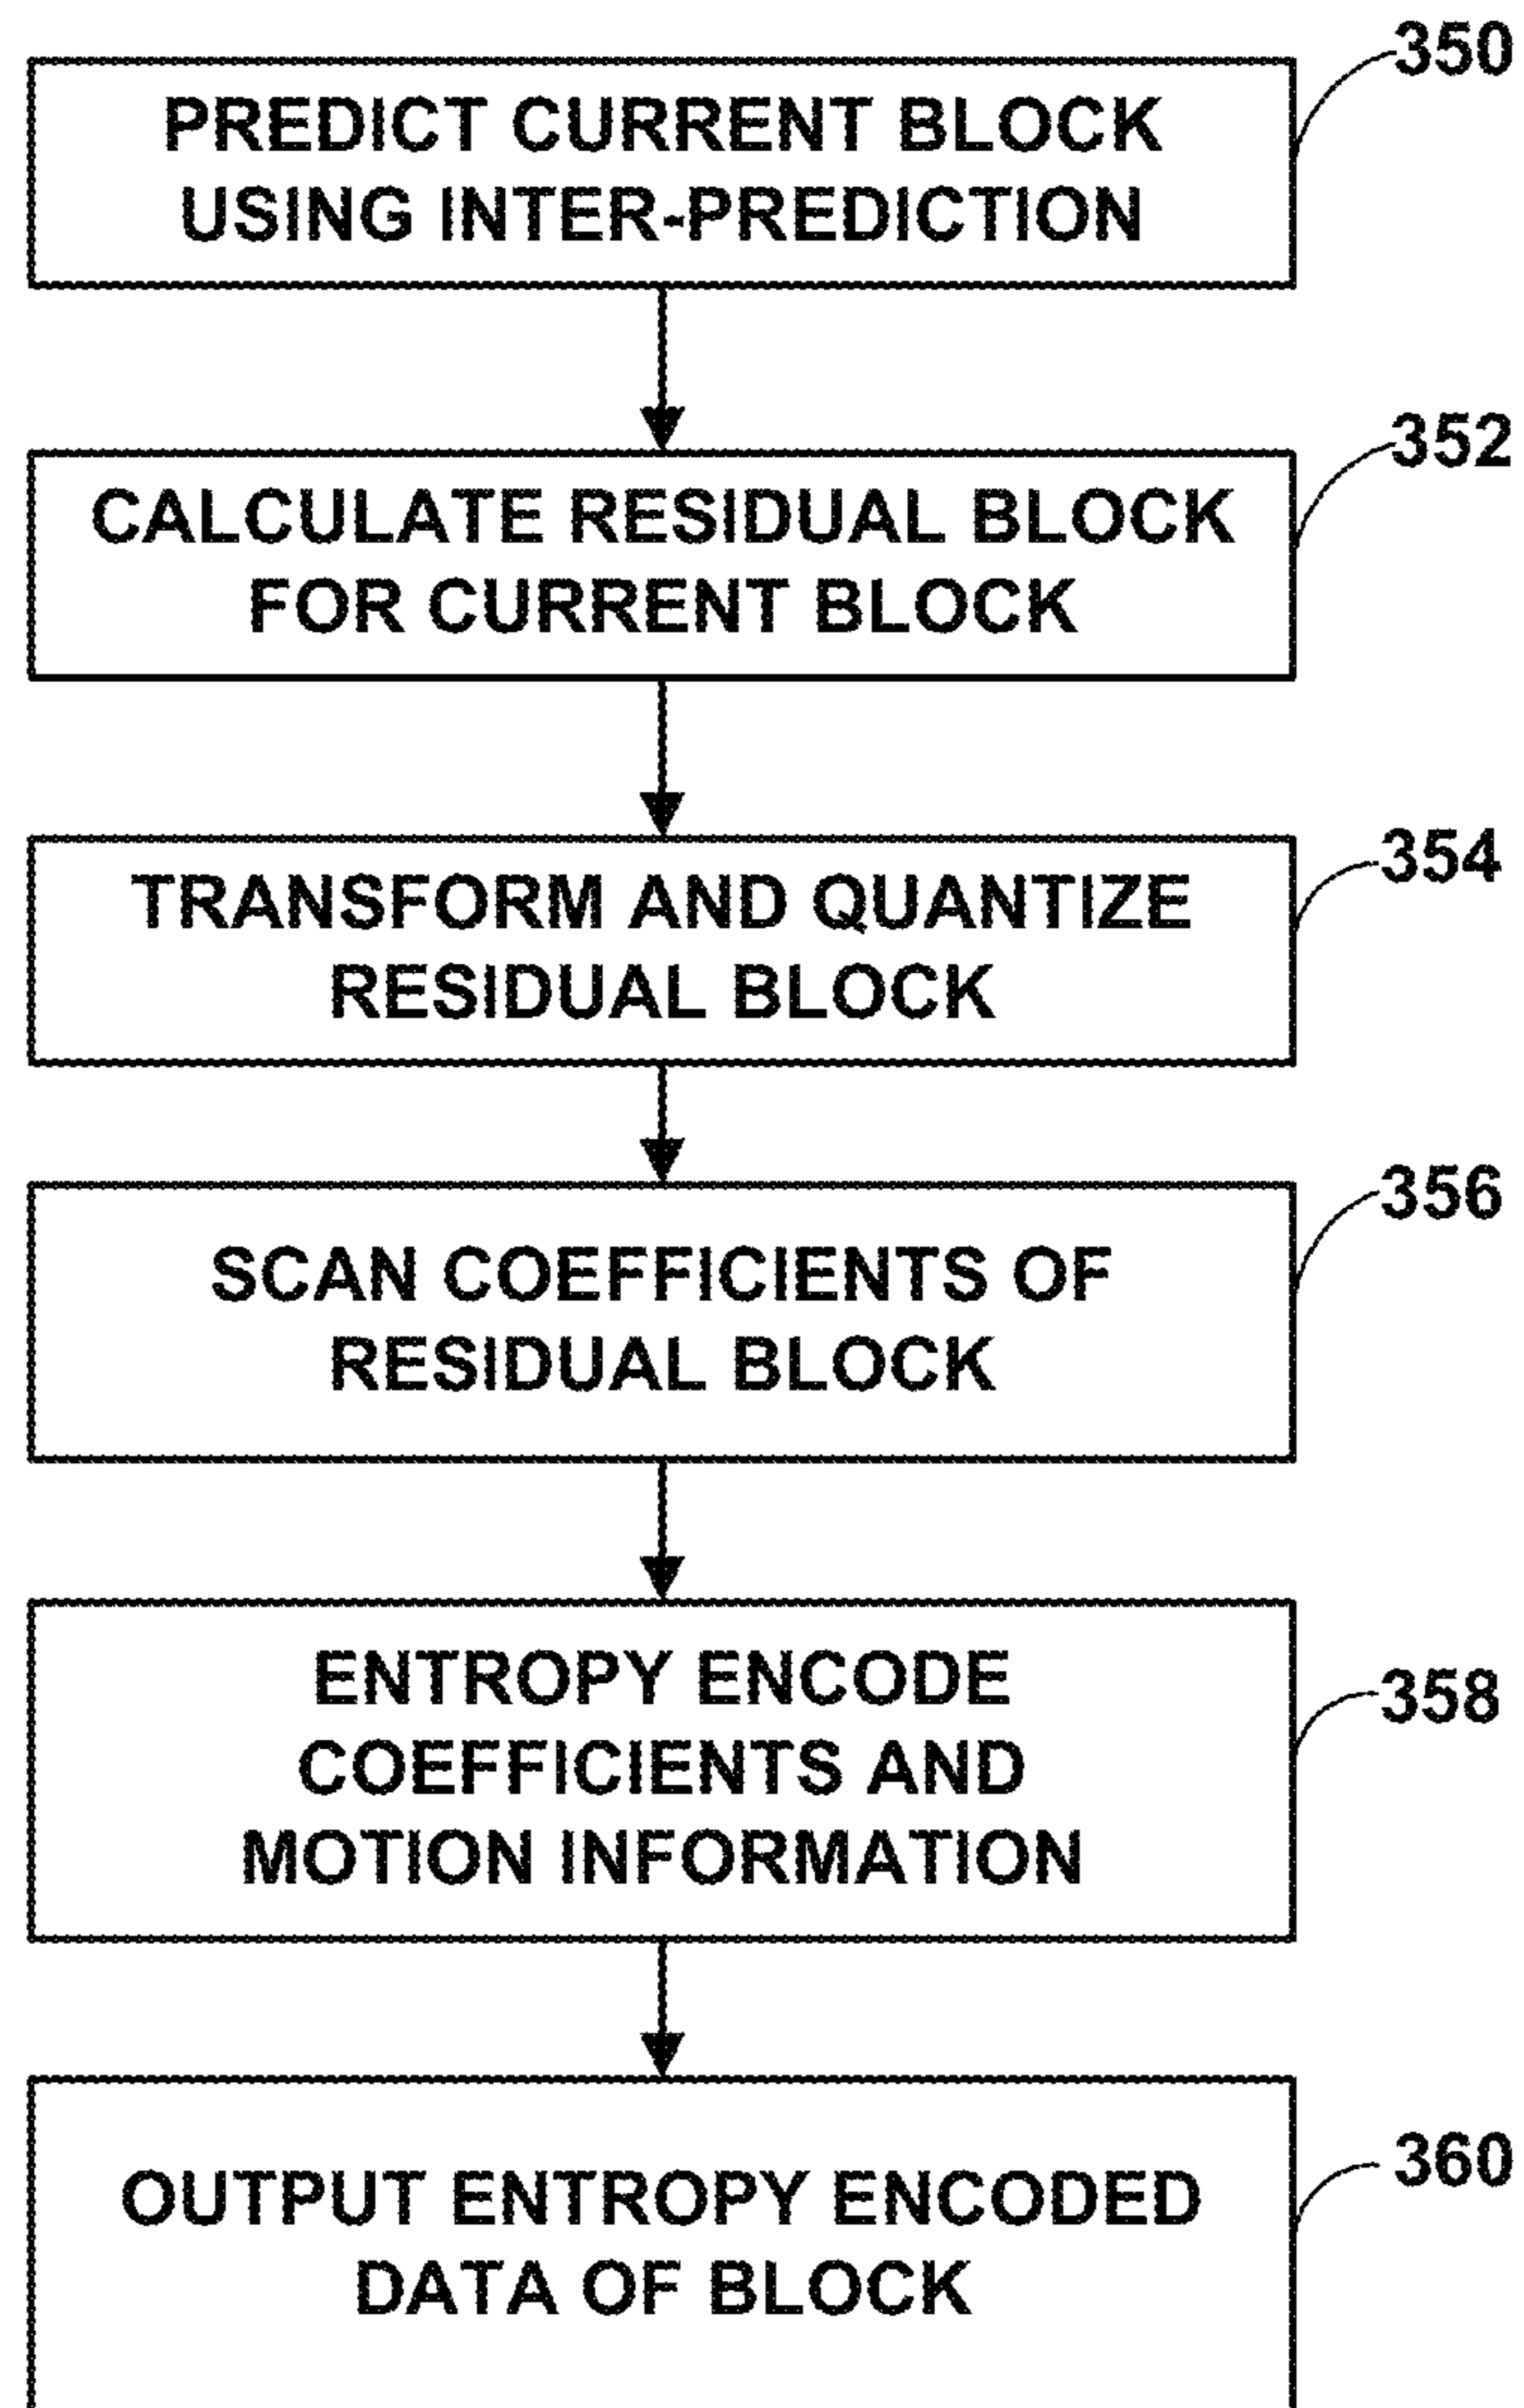 350
PREDICT CURRENT BLOCK
USING INTER-PREDICTION
352
CALCULATE RESIDUAL BLOCK
FOR CURRENT BLOCK
354
TRANSFORM AND QUANTIZE
RESIDUAL BLOCK
356
SCAN COEFFICIENTS OF
RESIDUAL BLOCK
358
ENTROPY ENCODE
COEFFICIENTS AND
MOTION INFORMATION
360
OUTPUT ENTROPY ENCODED
DATA OF BLOCK